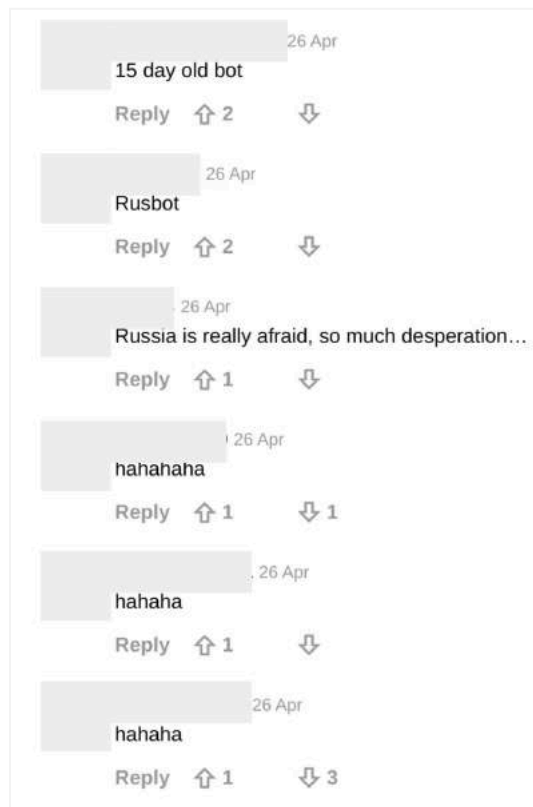 26 Apr
15 day old bot
Reply 2
26 Apr
Rusbot
Reply 2
26 Apr
Russia is really afraid, so much desperation…
Reply 1
26 Apr
hahahaha
Reply 1 1
26 Apr
hahaha
Reply 1
26 Apr
hahaha
Reply 1 3